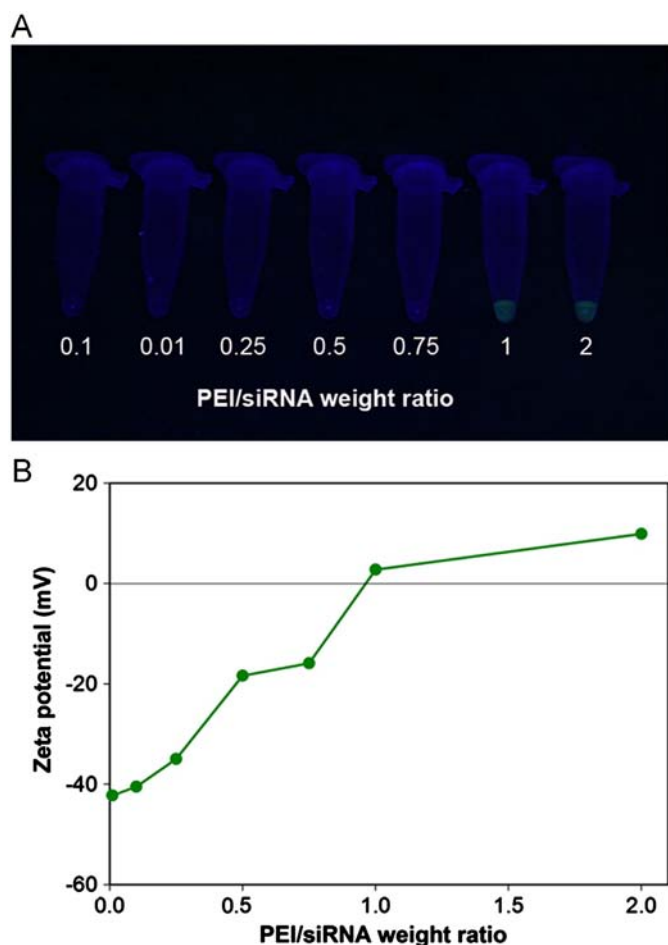 A
0.1 0.01 0.25 0.5 0.75 1 2
PEI/siRNA weight ratio
B
20
0
-20
-40
-60
Zeta potential (mV)
0.0 0.5 1.0 1.5 2.0
PEI/siRNA weight ratio